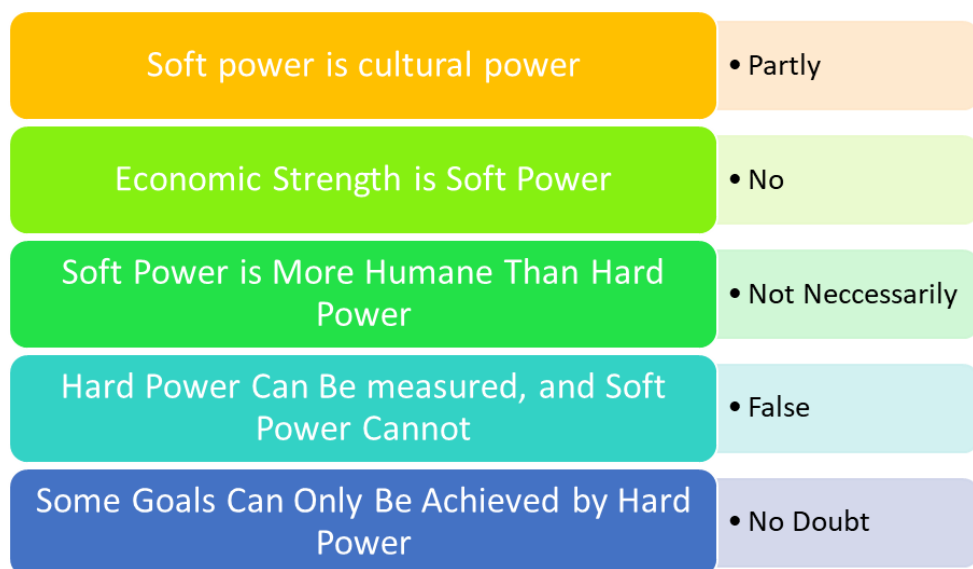 Soft power is cultural power
• Partly
Economic Strength is Soft Power
• No
Soft Power is More Humane Than Hard
Power
• Not Neccessarily
Hard Power Can Be measured, and Soft
Power Cannot
• False
Some Goals Can Only Be Achieved by Hard
Power
• No Doubt